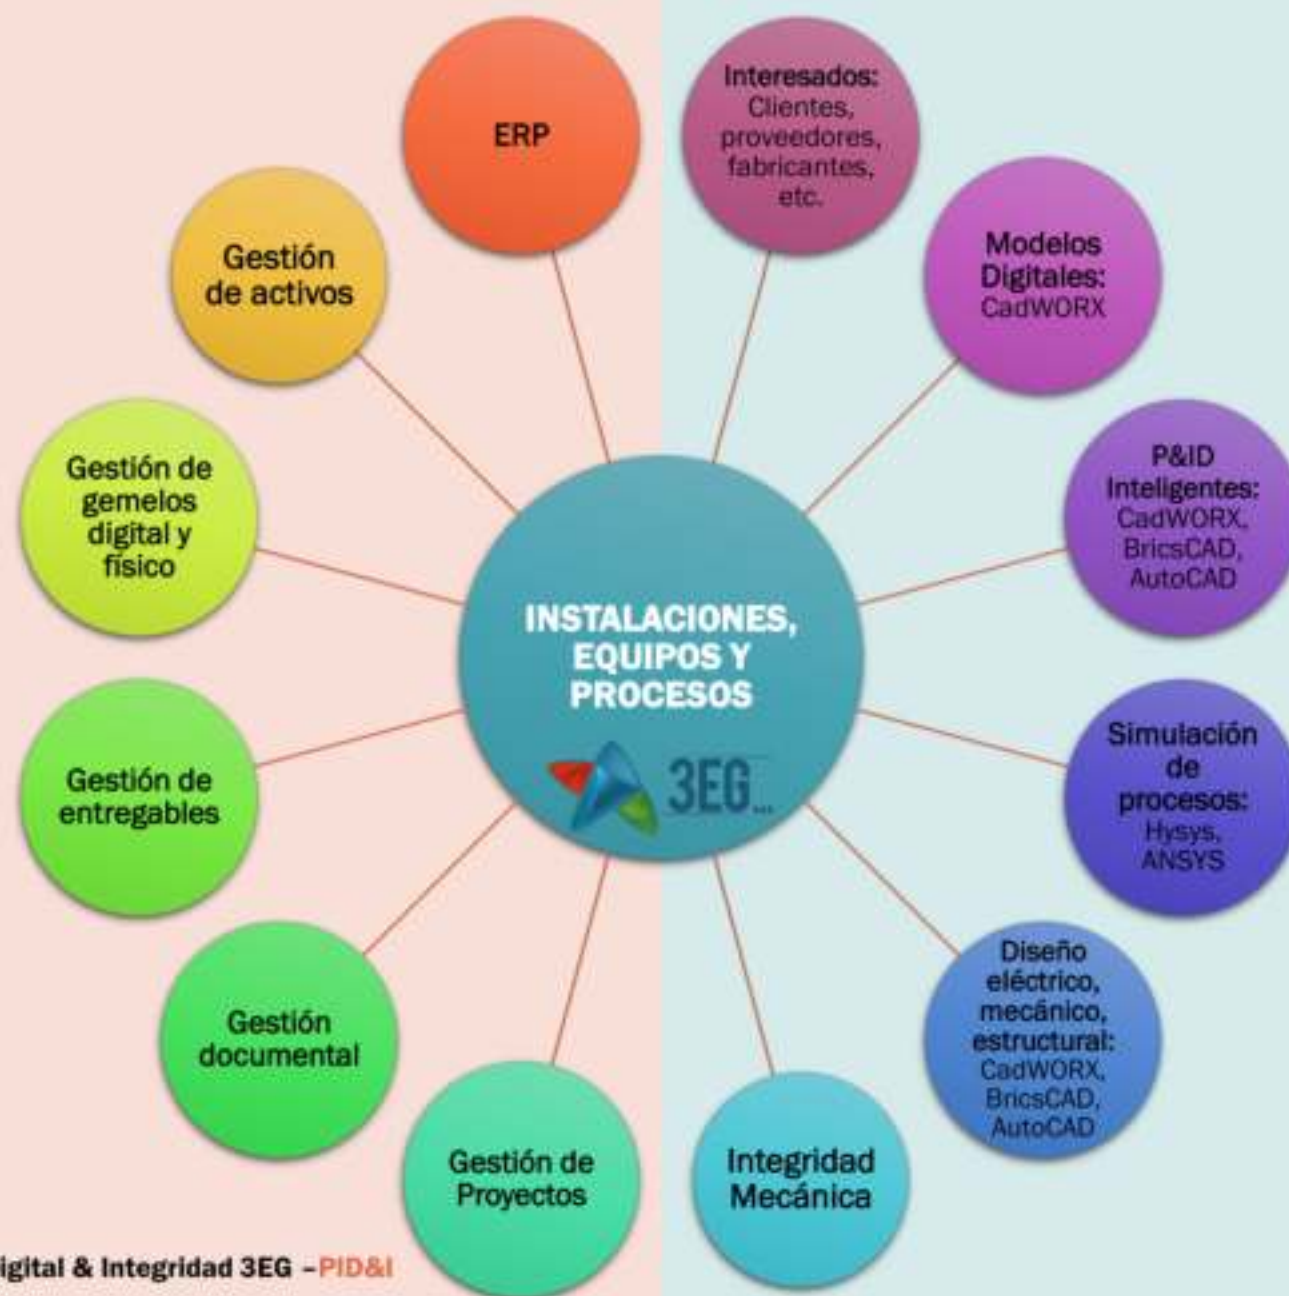 ERP
Interesados:
Clientes,
proveedores,
fabricantes,
etc.
Modelos
Digitales:
CadWORX
P&ID
Inteligentes:
CadWORX,
BricsCAD,
AutoCAD
Simulación
de
procesos:
Hysys,
ANSYS
Diseño
eléctrico,
mecánico,
estructural:
CadWORX,
BricsCAD,
AutoCAD
Integridad
Mecánica
Gestión de
Proyectos
Gestión
documental
Gestión de
entregables
Gestión de
gemelos
digital y
físico
Gestión
de activos
INSTALACIONES,
EQUIPOS Y
PROCESOS
3EG
igital & Integridad 3EG –PID&I